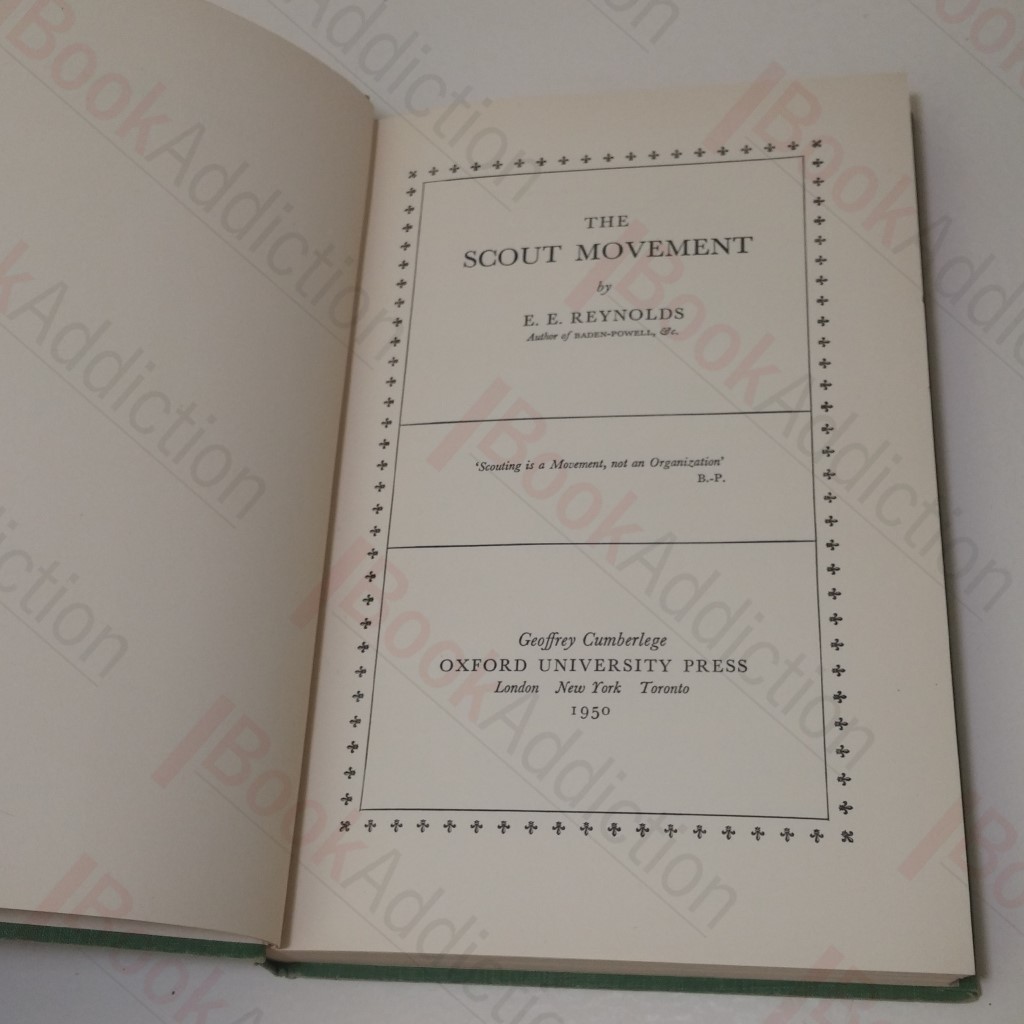 THE
SCOUT MOVEMENT
by
E. E. REYNOLDS
Author of BADEN-POWELL, &c.
'Scouting is a Movement, not an Organization'
B.-P.
Geoffrey Cumberlege
OXFORD UNIVERSITY PRESS
London New York Toronto
1950
BookAddiction